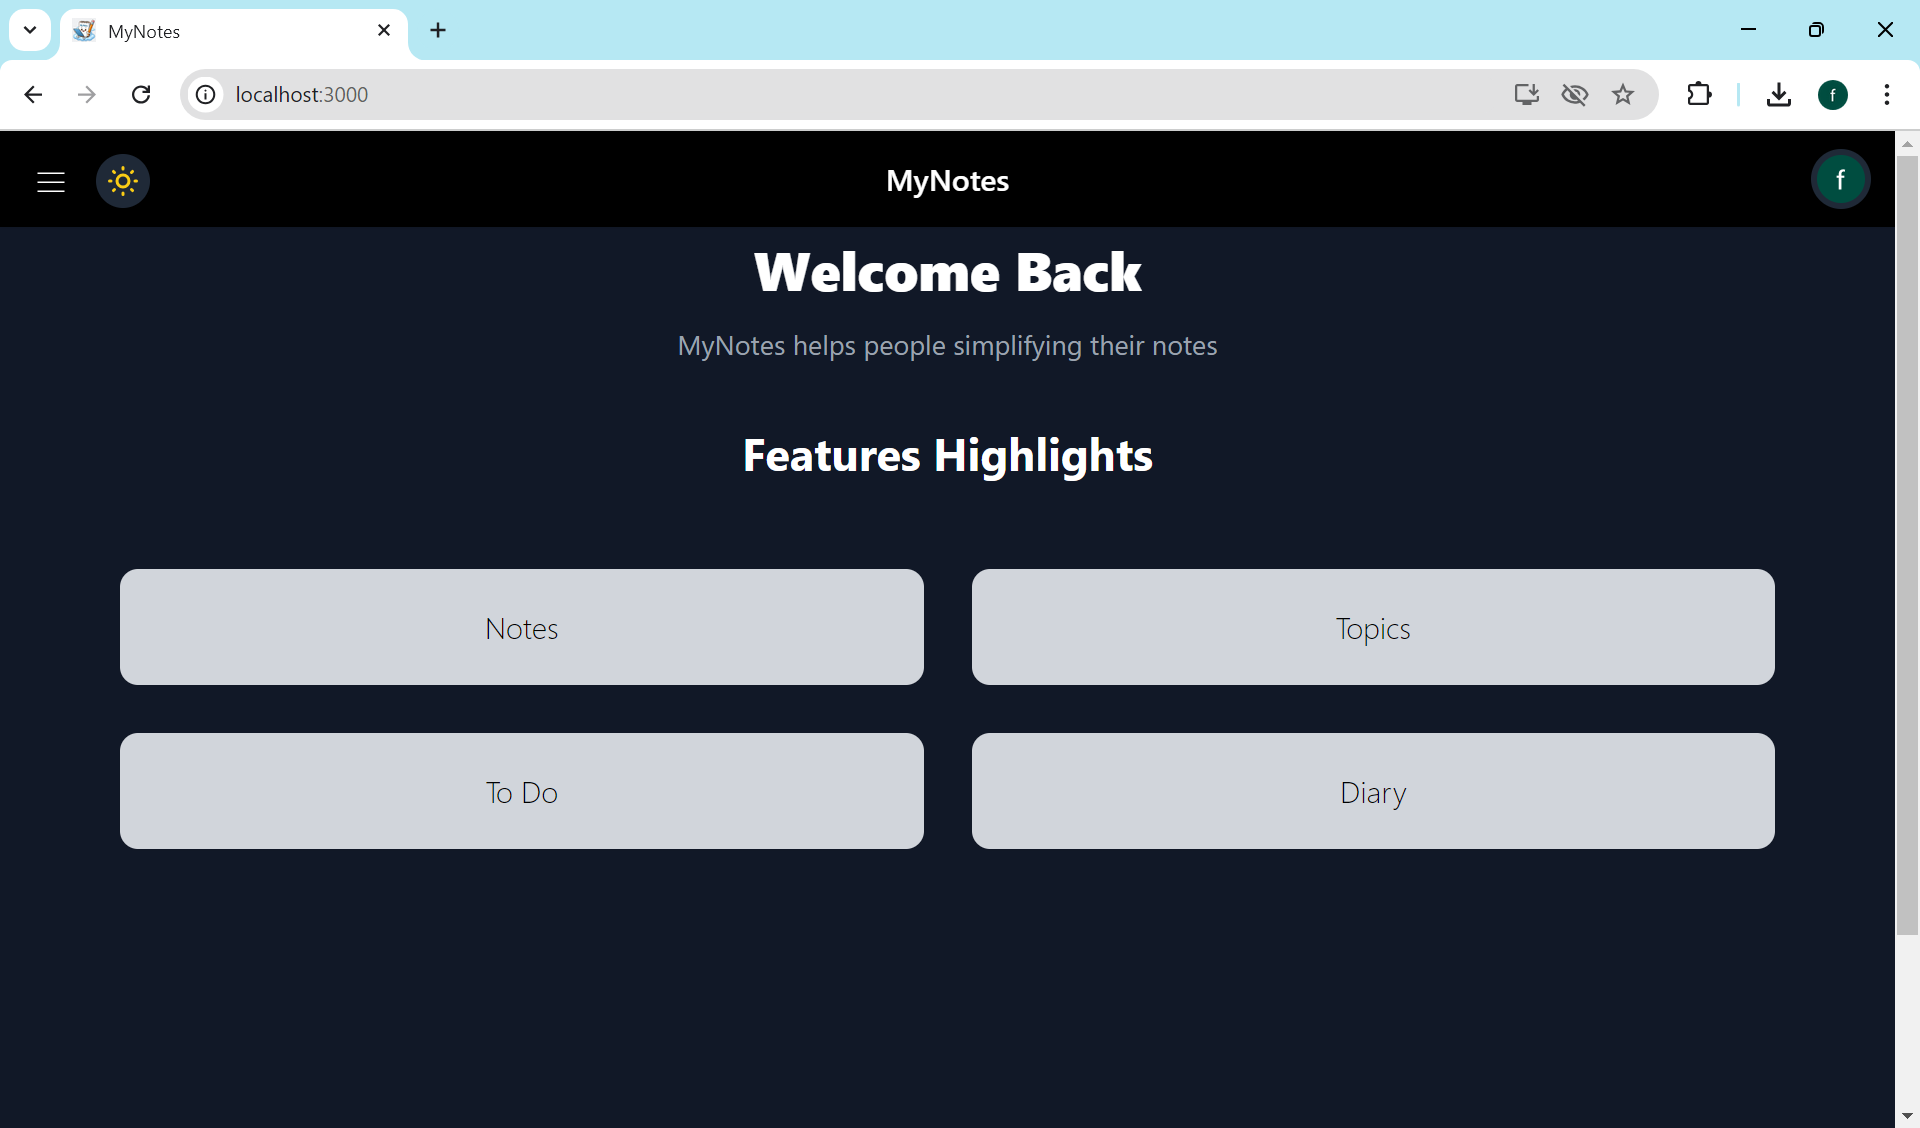 MyNotes
localhost:3000
f
MyNotes
f
Welcome Back
MyNotes helps people simplifying their notes
Features Highlights
Notes
Topics
To Do
Diary